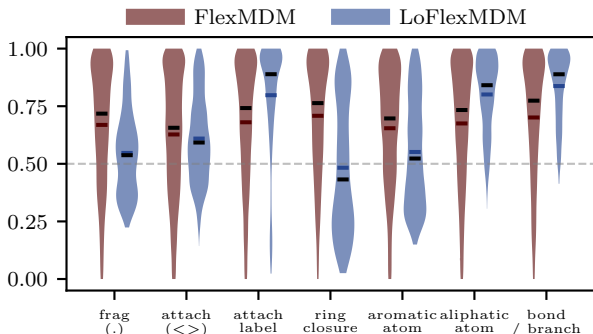 FlexMDM LoFlexMDM
1.00
0.75
0.50
0.25
0.00
frag attach attach ring aromatic aliphatic bond
(.) (<>) label closure atom atom / branch